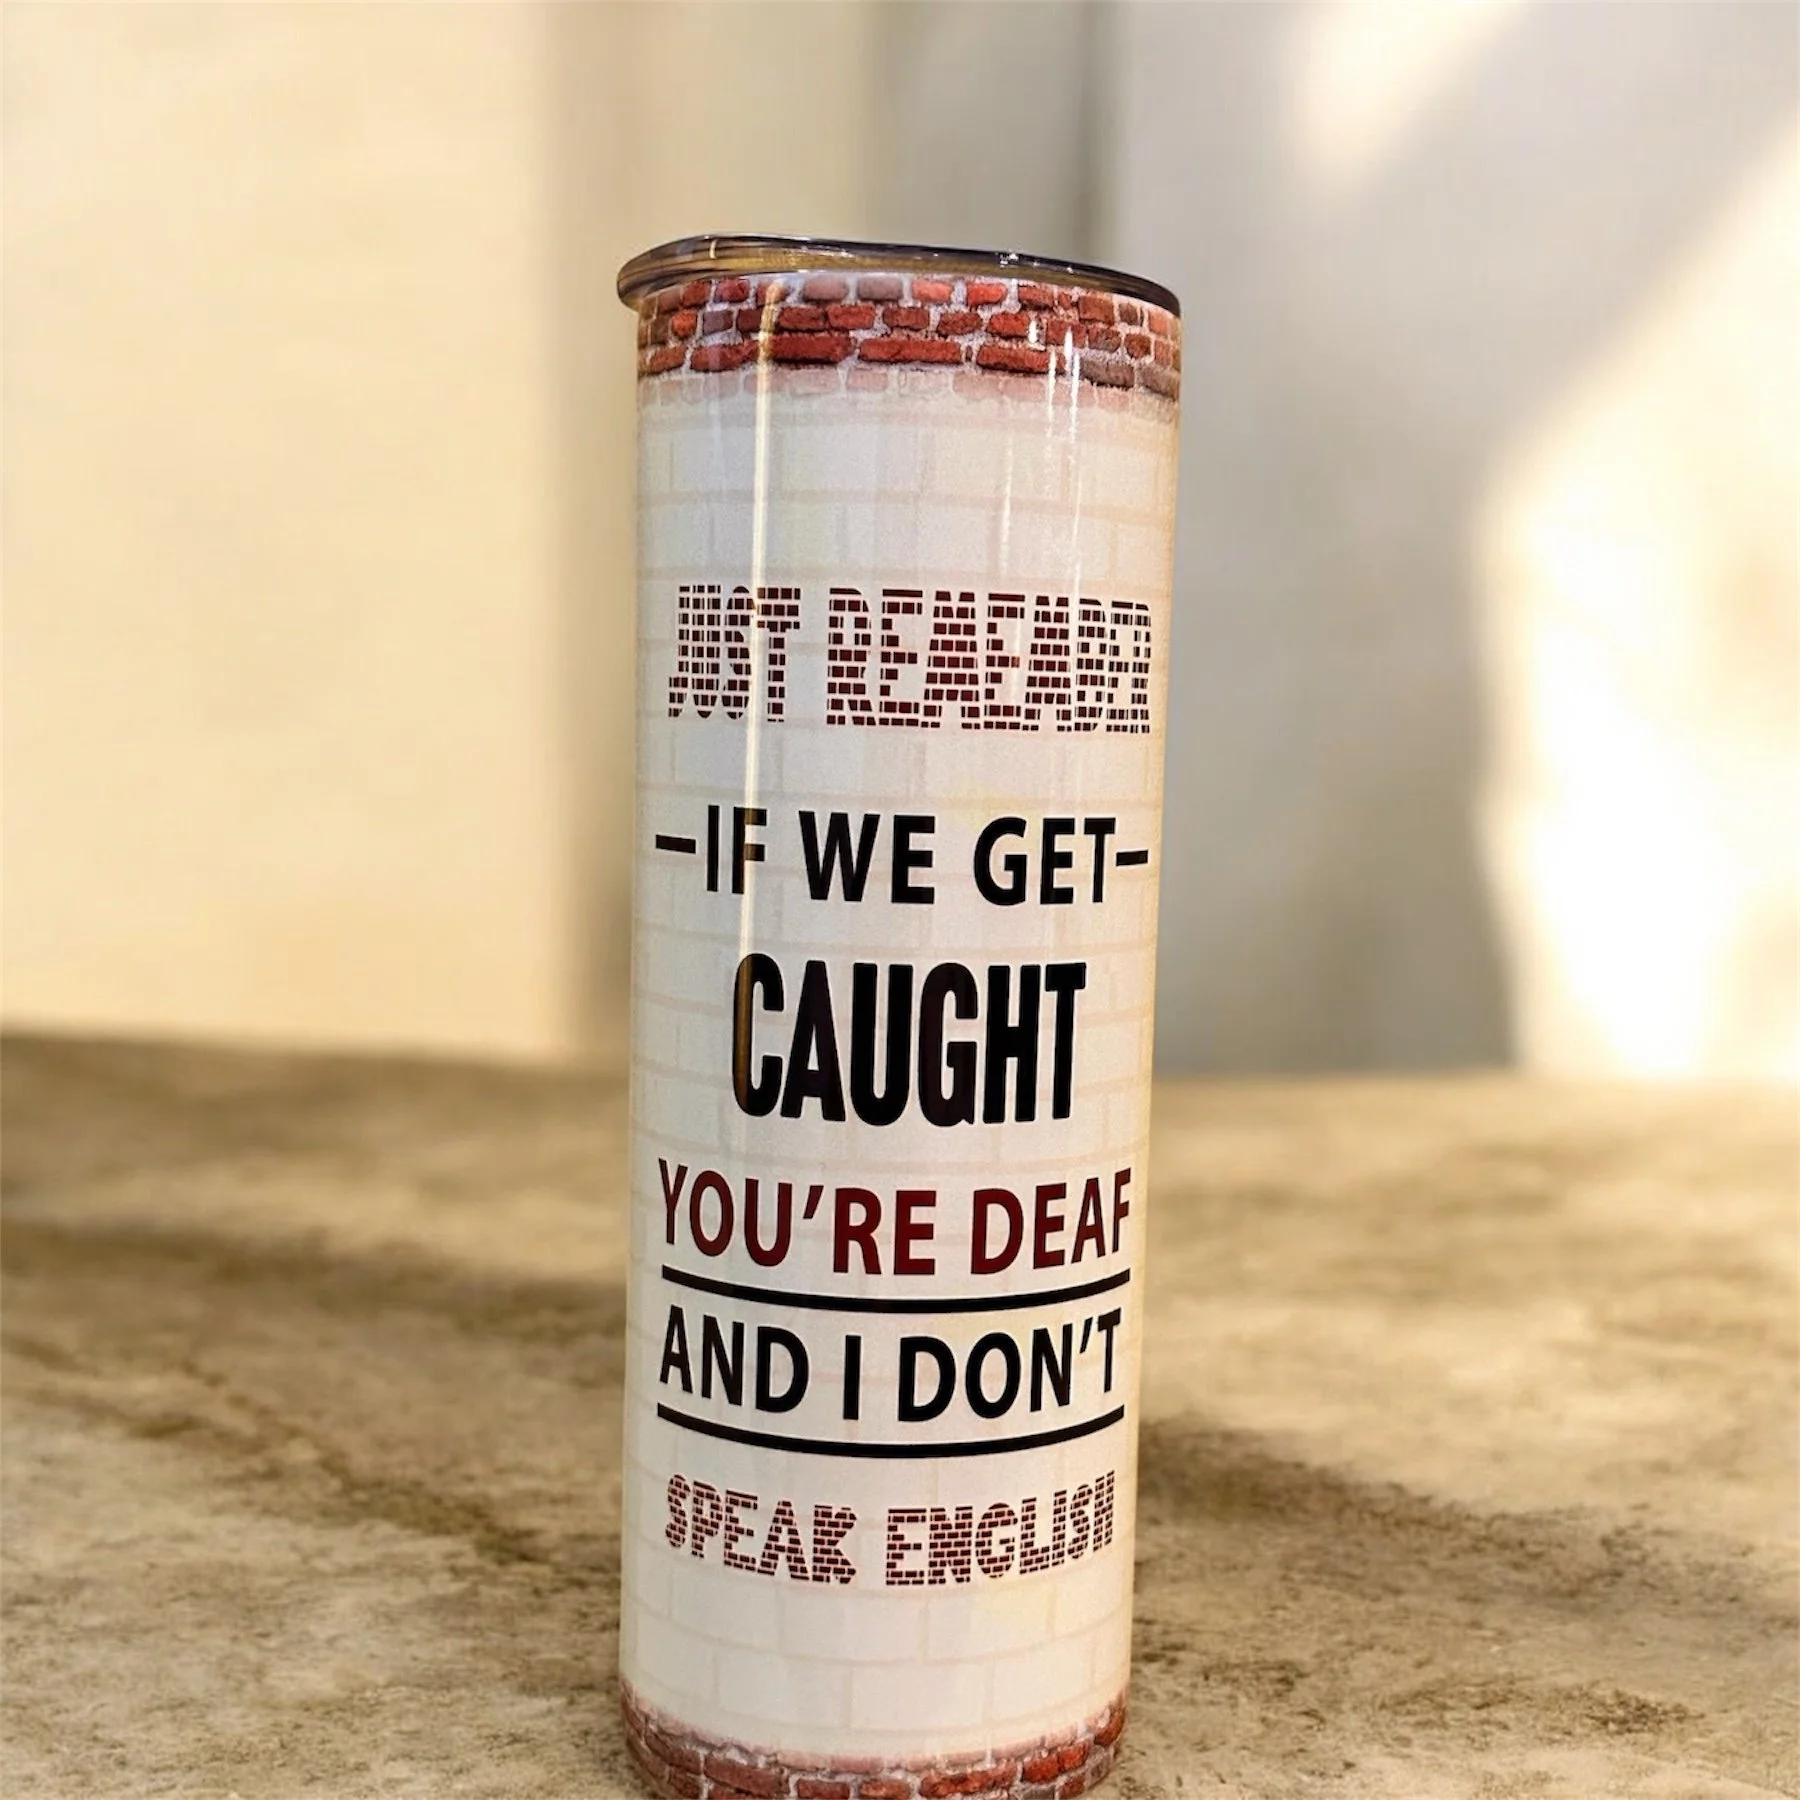 JUST REMEMBER
–IF WE GET–
CAUGHT
YOU'RE DEAF
AND I DON'T
SPEAK ENGLISH